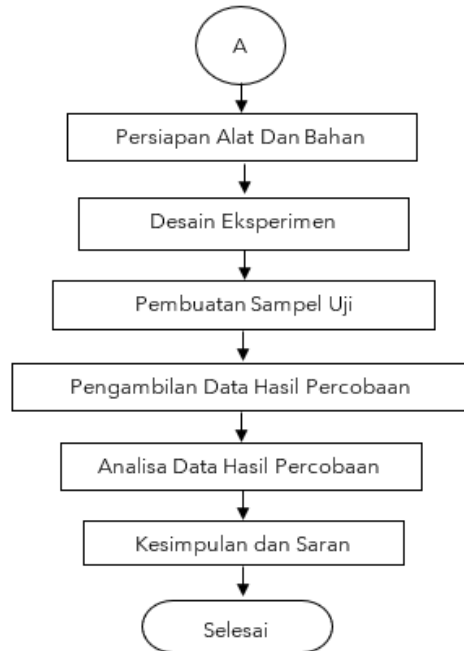 A
Persiapan Alat Dan Bahan
Desain Eksperimen
Pembuatan Sampel Uji
Pengambilan Data Hasil Percobaan
Analisa Data Hasil Percobaan
Kesimpulan dan Saran
Selesai